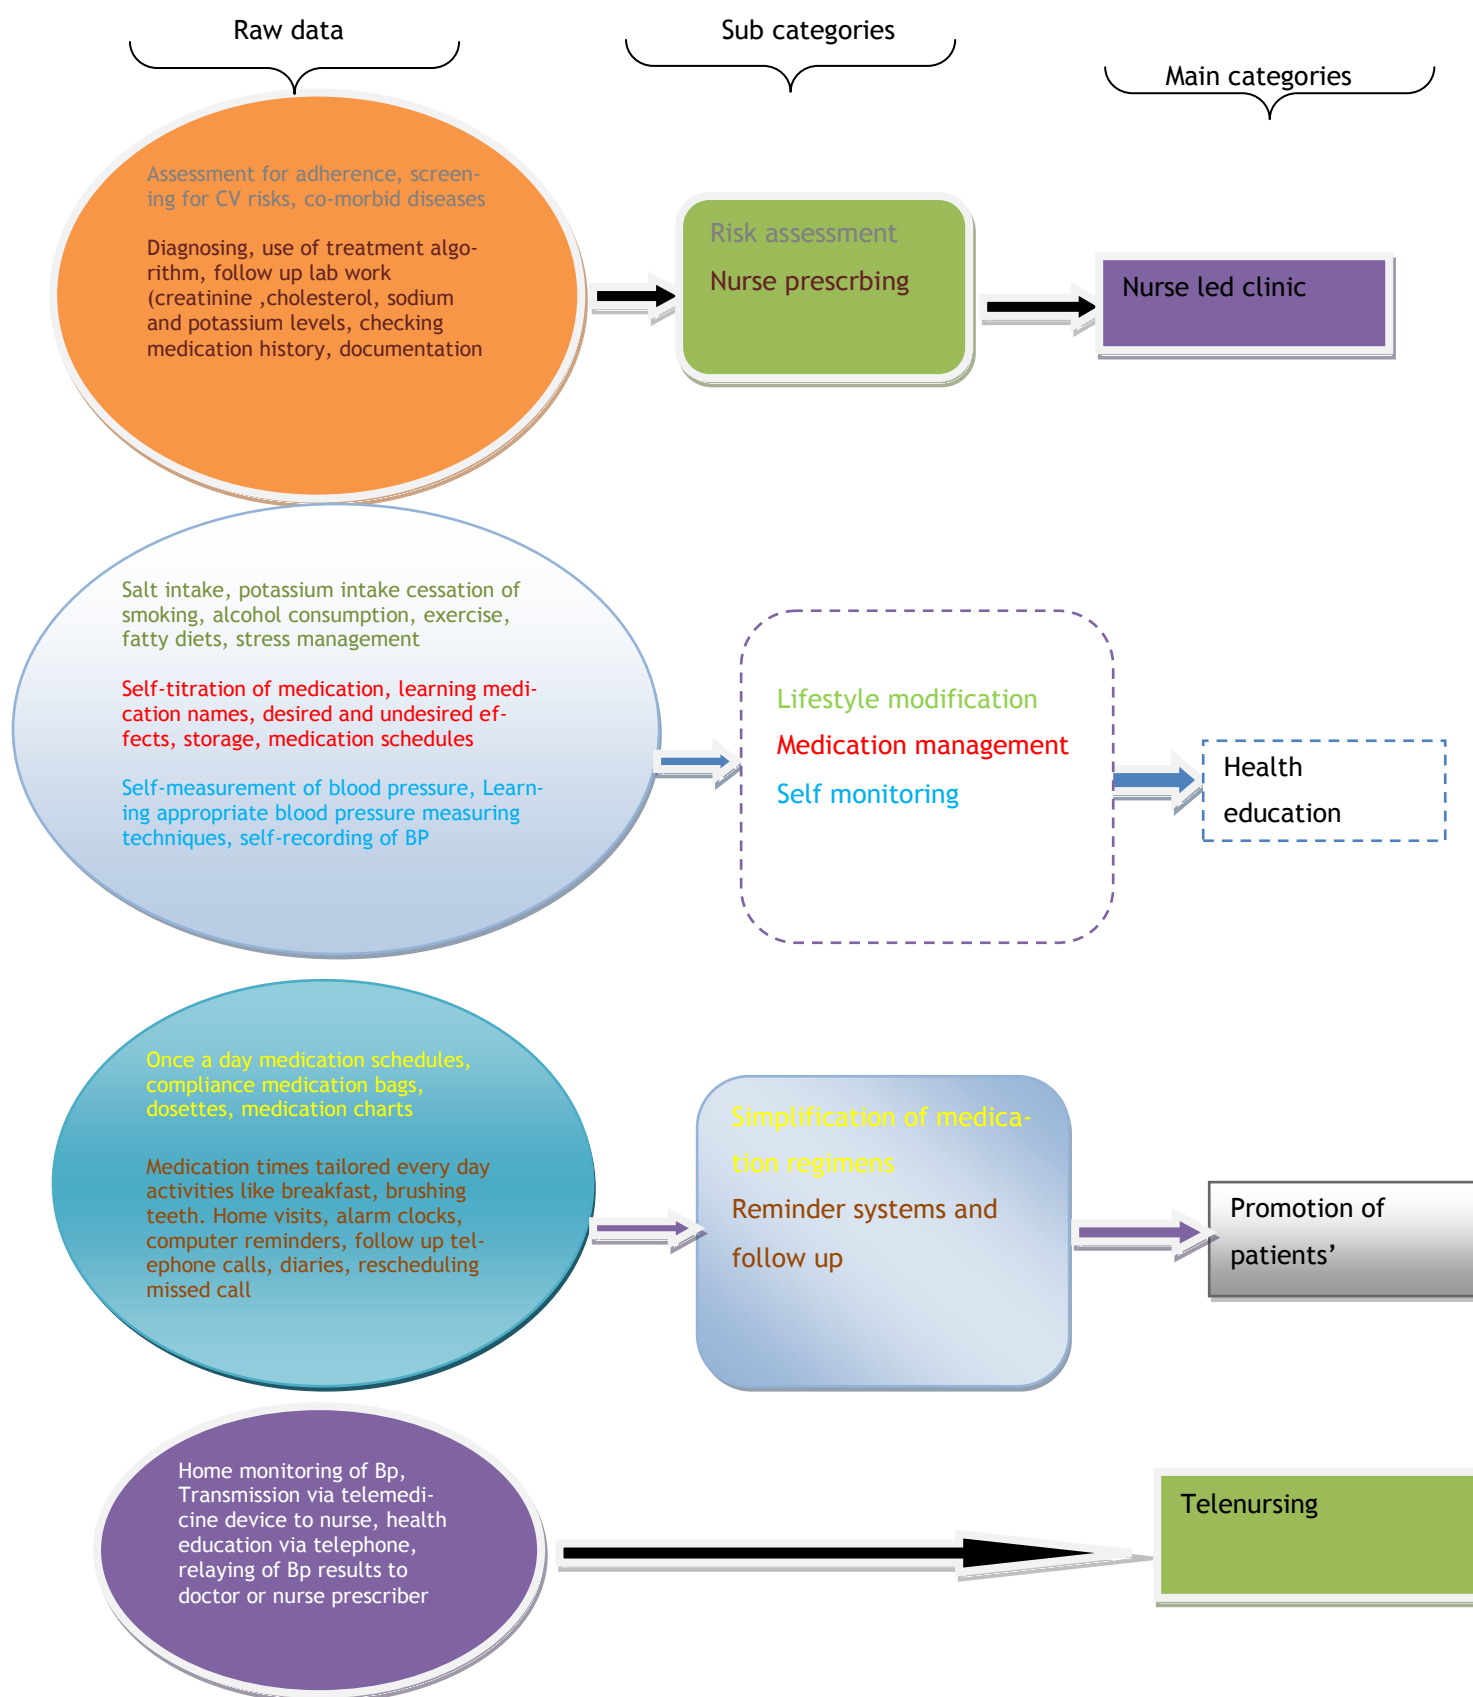 Raw data
Sub categories
Main categories
Assessment for adherence, screen-
ing for CV risks, co-morbid diseases
Diagnosing, use of treatment algo-
rithm, follow up lab work
(creatinine ,cholesterol, sodium
and potassium levels, checking
medication history, documentation
Risk assessment
Nurse prescrbing
Nurse led clinic
Salt intake, potassium intake cessation of
smoking, alcohol consumption, exercise,
fatty diets, stress management
Self-titration of medication, learning medi-
cation names, desired and undesired ef-
fects, storage, medication schedules
Self-measurement of blood pressure, Learn-
ing appropriate blood pressure measuring
techniques, self-recording of BP
Lifestyle modification
Medication management
Self monitoring
Health
education
Once a day medication schedules,
compliance medication bags,
dosettes, medication charts
Medication times tailored every day
activities like breakfast, brushing
teeth. Home visits, alarm clocks,
computer reminders, follow up tel-
ephone calls, diaries, rescheduling
missed call
Simplification of medica-
tion regimens
Reminder systems and
follow up
Promotion of
patients’
Home monitoring of Bp,
Transmission via telemedi-
cine device to nurse, health
education via telephone,
relaying of Bp results to
doctor or nurse prescriber
Telenursing